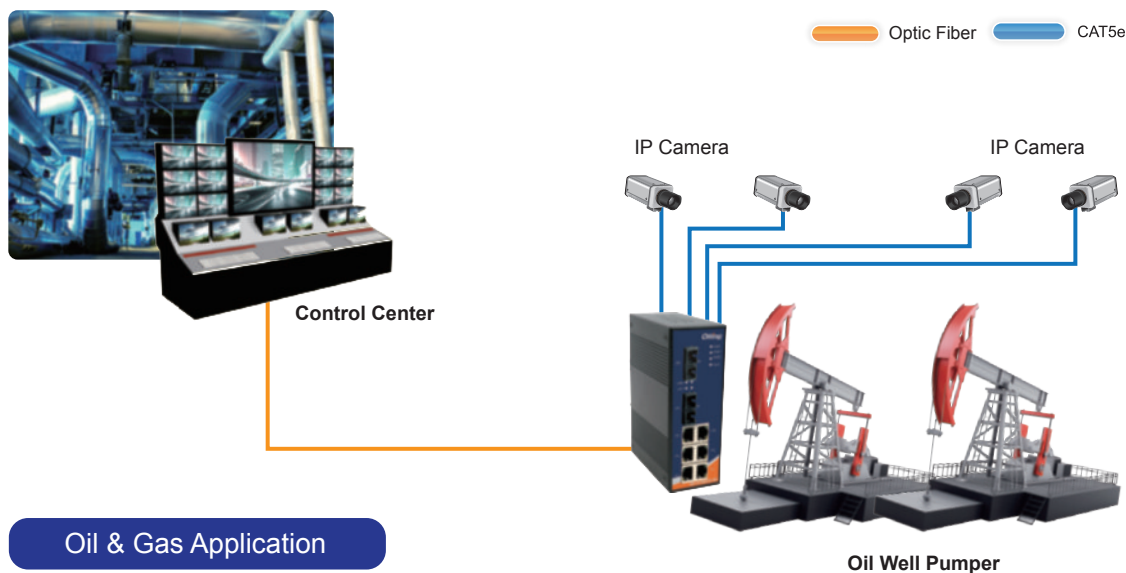 Optic Fiber
CAT5e
IP Camera
IP Camera
Control Center
Oil & Gas Application
Oil Well Pumper